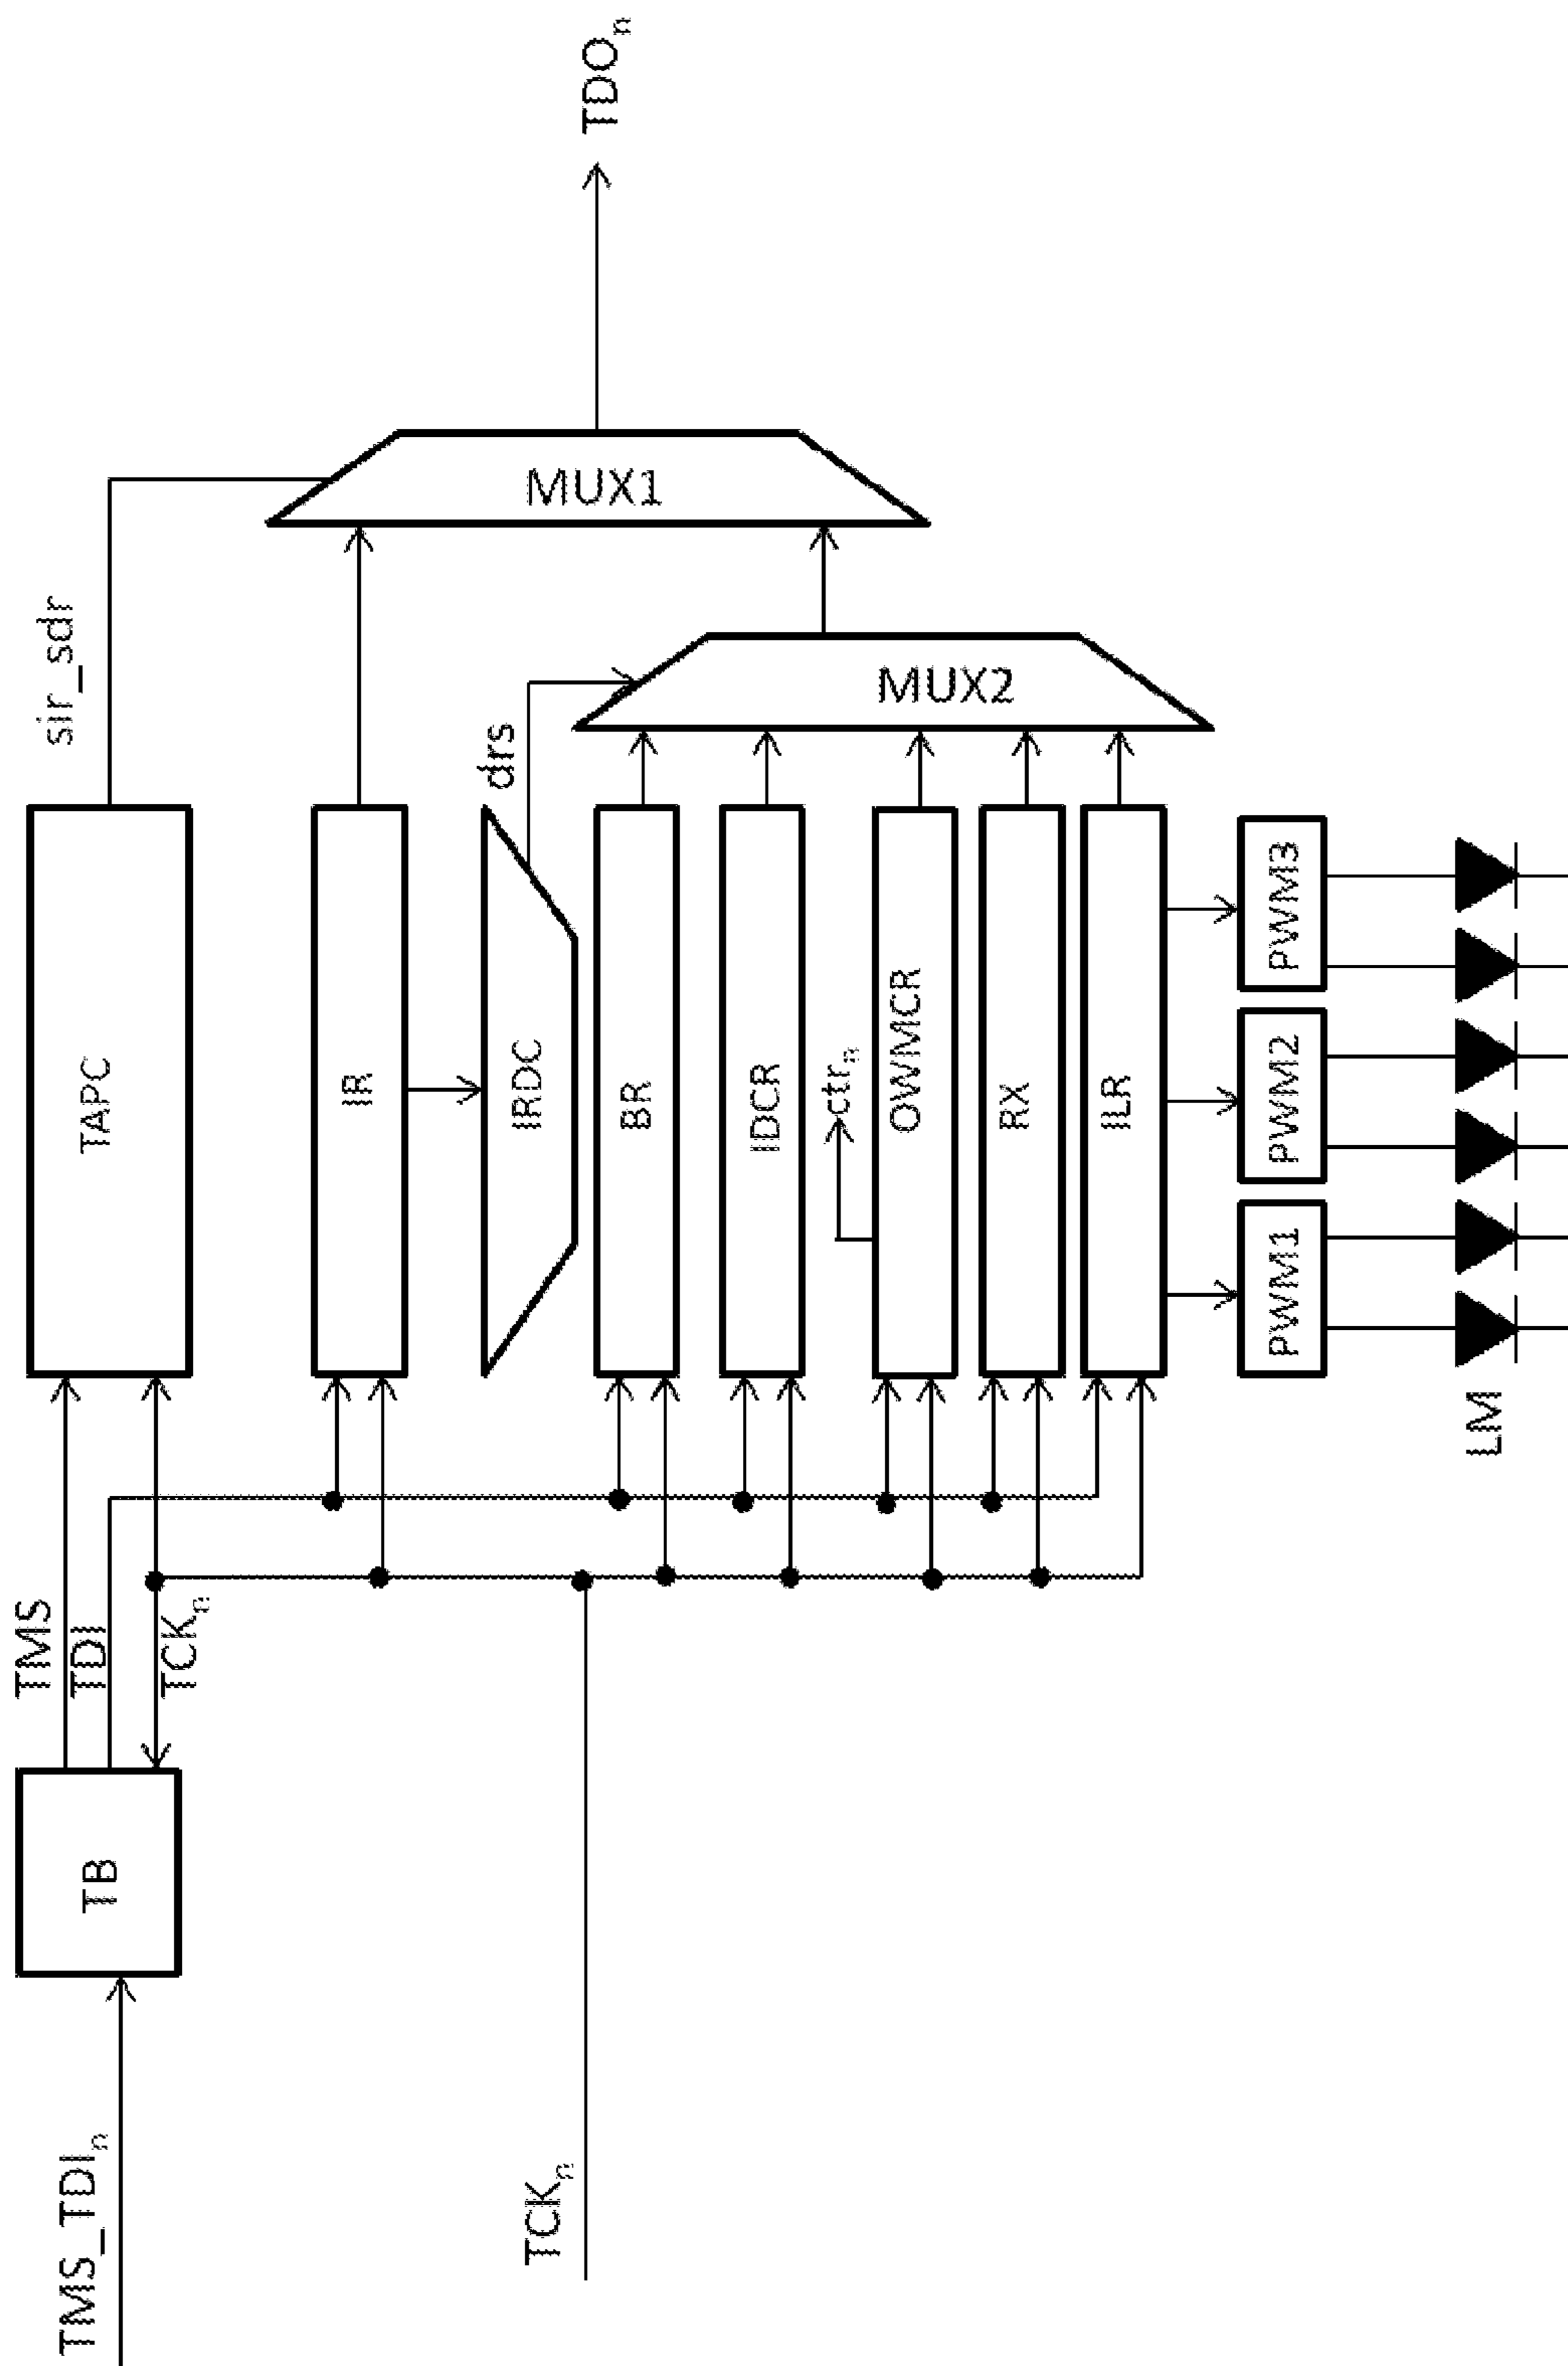 TMS_TDIn
TCKn
TB
TMS
TDI
TCKn
TAPC
sir_sdr
IR
IRDC
drs
BR
IDCR
ctrn
OWMCR
RX
ILR
MUX2
MUX1
TDOn
PWM1
PWM2
PWM3
LM